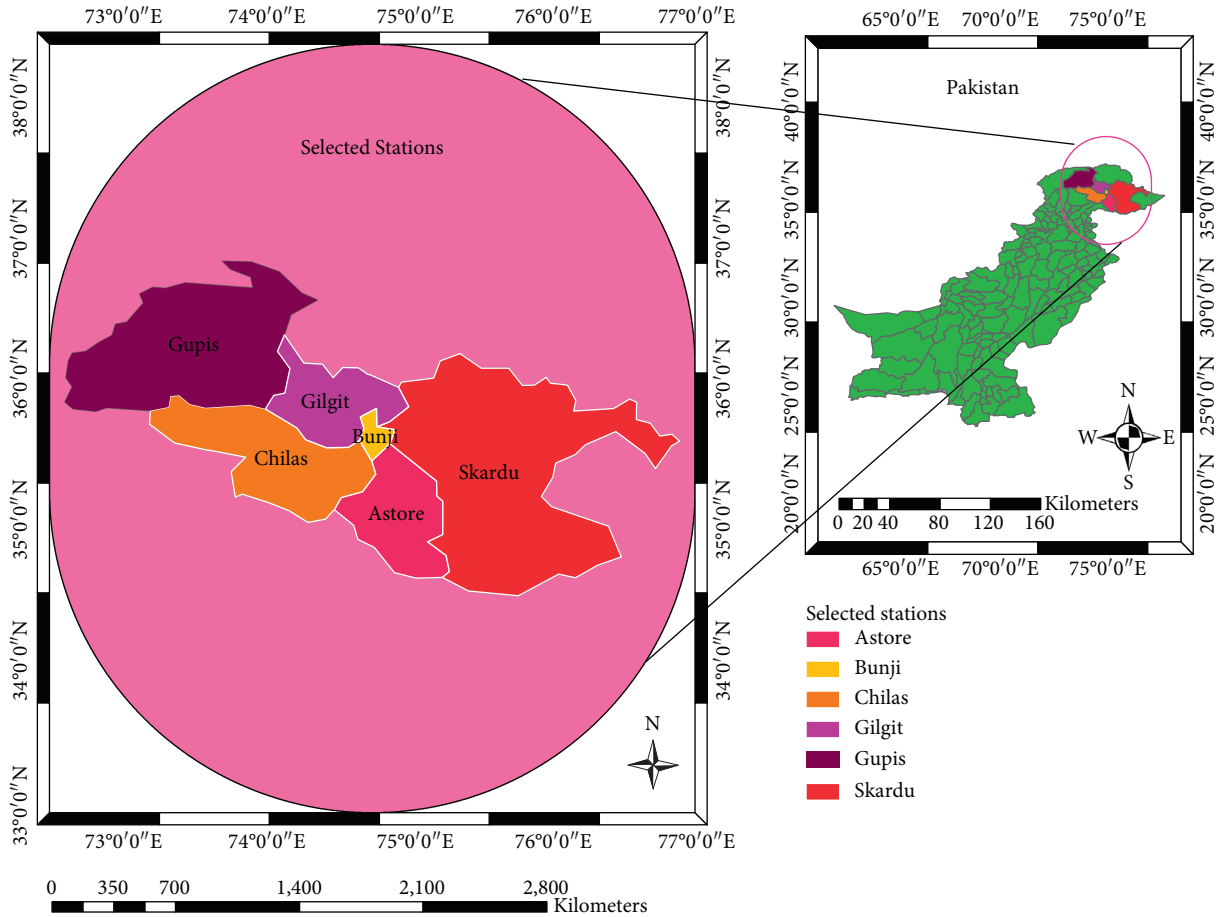 73°0′0″E 74°0′0″E 75°0′0″E 76°0′0″E 77°0′0″E
38°0′0″N
37°0′0″N
36°0′0″N
35°0′0″N
34°0′0″N
33°0′0″N
Selected Stations
Gupis
Gilgit
Bunji
Chilas
Skardu
Astore
N
38°0′0″N
37°0′0″N
36°0′0″N
35°0′0″N
34°0′0″N
33°0′0″N
73°0′0″E 74°0′0″E 75°0′0″E 76°0′0″E 77°0′0″E
0 350 700 1,400 2,100 2,800
Kilometers
65°0′0″E 70°0′0″E 75°0′0″E
40°0′0″N
35°0′0″N
30°0′0″N
25°0′0″N
20°0′0″N
Pakistan
N
W E
S
Kilometers
0 10 20 40 80 120 160
40°0′0″N
35°0′0″N
30°0′0″N
25°0′0″N
20°0′0″N
65°0′0″E 70°0′0″E 75°0′0″E
Selected stations
Astore
Bunji
Chilas
Gilgit
Gupis
Skardu